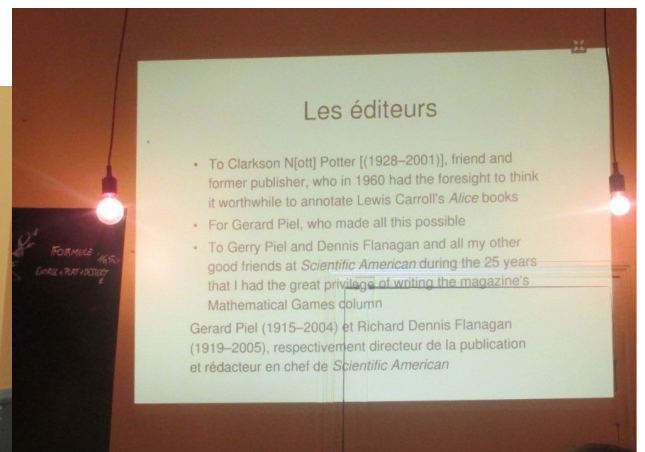 Les éditeurs
• To Clarkson N[ott] Potter [(1928–2001)], friend and
former publisher, who in 1960 had the foresight to think
it worthwhile to annotate Lewis Carroll's Alice books
• For Gerard Piel, who made all this possible
• To Gerry Piel and Dennis Flanagan and all my other
good friends at Scientific American during the 25 years
that I had the great privilege of writing the magazine's
Mathematical Games column
Gerard Piel (1915–2004) et Richard Dennis Flanagan
(1919–2005), respectivement directeur de la publication
et rédacteur en chef de Scientific American
FORMULE
ENTRÉE + PLAT + DESSERT